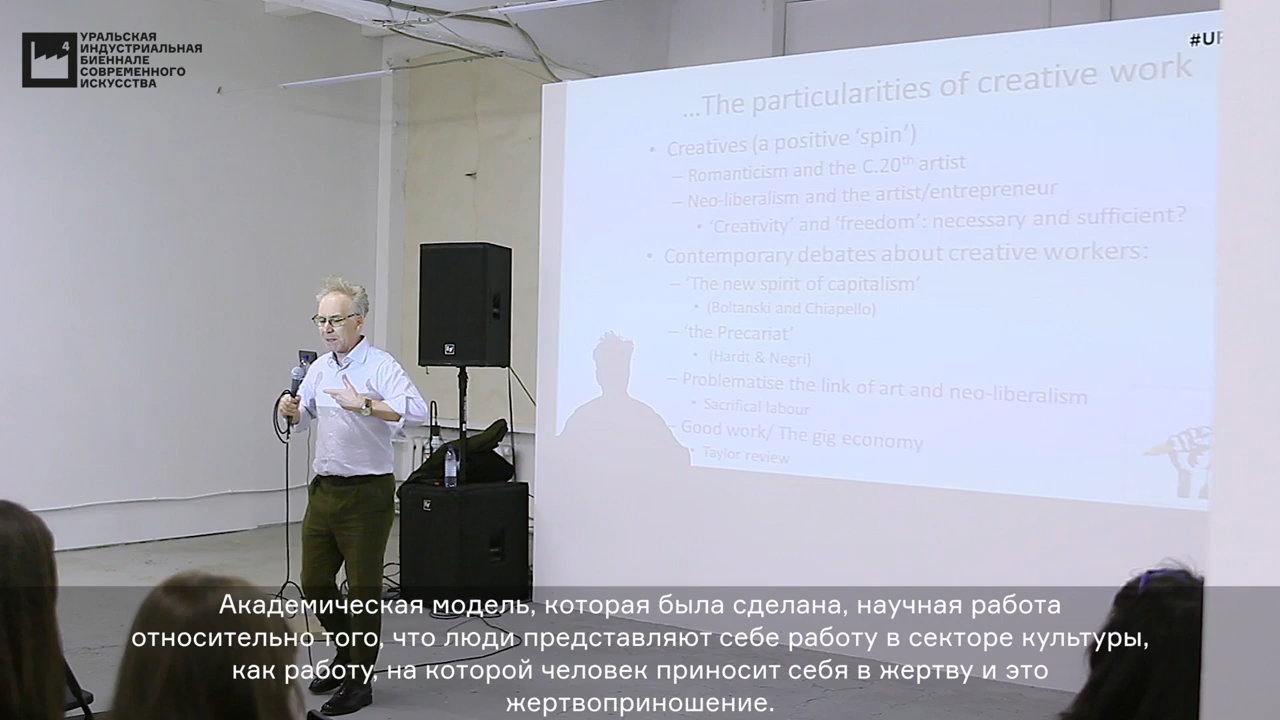 4
УРАЛЬСКАЯ
ИНДУСТРИАЛЬНАЯ
БИЕННАЛЕ
СОВРЕМЕННОГО
ИСКУССТВА
...The particularities of creative work
• Creatives (a positive ‘spin’)
– Romanticism and the C.20th artist
– Neo-liberalism and the artist/entrepreneur
• ‘Creativity’ and ‘freedom’: necessary and sufficient?
• Contemporary debates about creative workers:
– ‘The new spirit of capitalism’
• (Boltanski and Chiapello)
– ‘the Precariat’
• (Hardt & Negri)
– Problematise the link of art and neo-liberalism
• Sacrifical labour
– Good work/ The gig economy
• Taylor review
Академическая модель, которая была сделана, научная работа
относительно того, что люди представляют себе работу в секторе культуры,
как работу, на которой человек приносит себя в жертву и это
жертвоприношение.